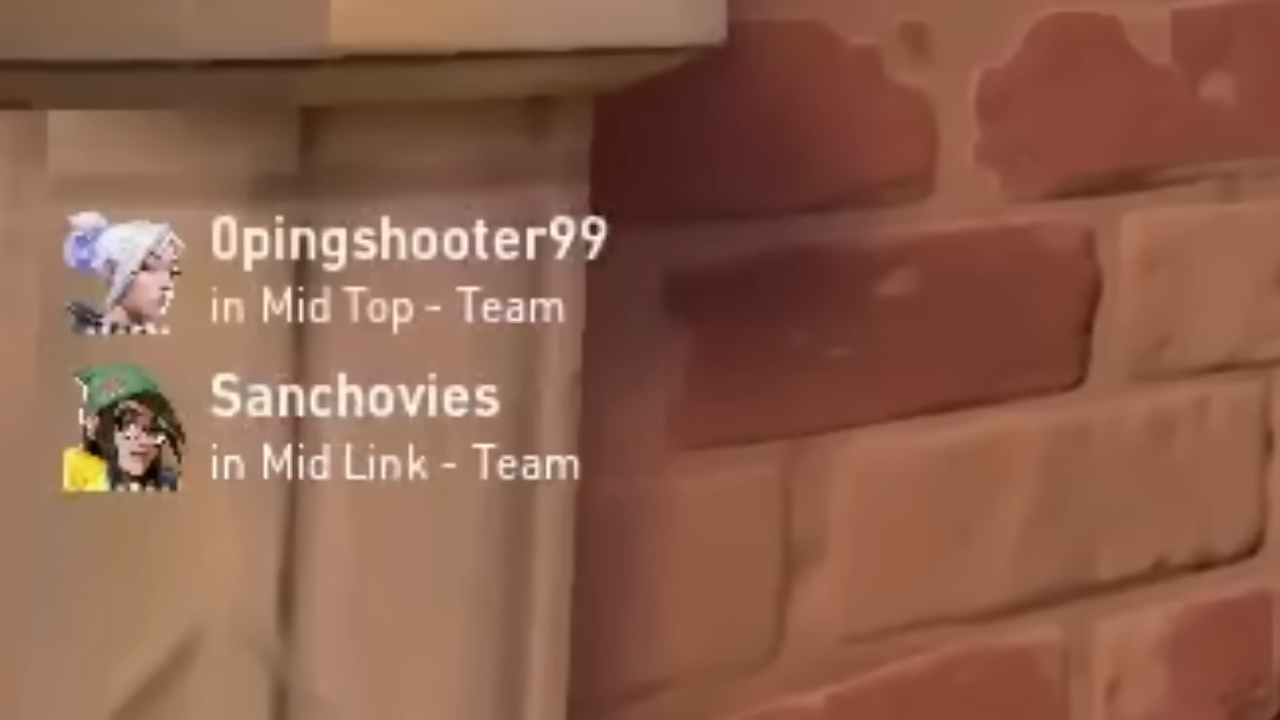 0pingshooter99
in Mid Top - Team
Sanchovies
in Mid Link - Team